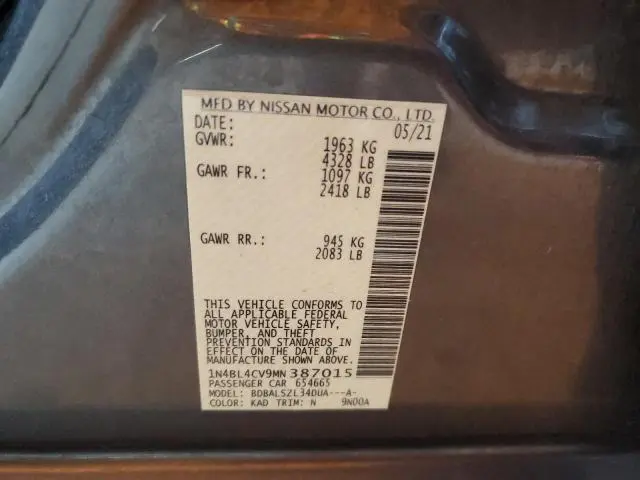 MFD BY NISSAN MOTOR CO., LTD.
DATE: 05/21
GVWR: 1963 KG
4328 LB
GAWR FR.: 1097 KG
2418 LB
GAWR RR.: 945 KG
2083 LB
THIS VEHICLE CONFORMS TO
ALL APPLICABLE FEDERAL
MOTOR VEHICLE SAFETY,
BUMPER, AND THEFT
PREVENTION STANDARDS IN
EFFECT ON THE DATE OF
MANUFACTURE SHOWN ABOVE.
1N4BL4CV9MN387015
PASSENGER CAR 654665
MODEL: BDBALSZL34DUA---A-
COLOR: KAD TRIM: N 9N00A